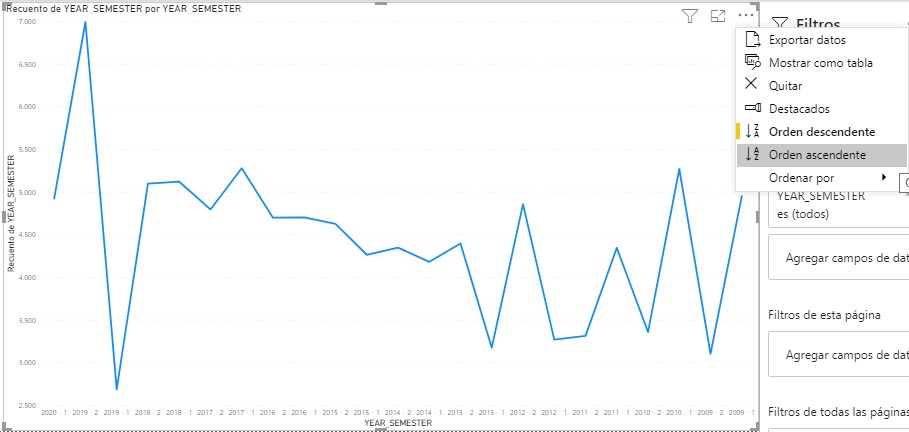 Recuento de YEAR_SEMESTER por YEAR_SEMESTER
7.000
6.500
6.000
5.500
5.000
4.500
4.000
3.500
3.000
2.500
Recuento de YEAR_SEMESTER
2020 - 1 2019 - 2 2019 - 1 2018 - 2 2018 - 1 2017 - 2 2017 - 1 2016 - 2 2016 - 1 2015 - 2 2015 - 1 2014 - 2 2014 - 1 2013 - 2 2013 - 1 2012 - 2 2012 - 1 2011 - 2 2011 - 1 2010 - 2 2010 - 1 2009 - 2 2009 - 1
YEAR_SEMESTER
Filtros
Exportar datos
Mostrar como tabla
Quitar
Destacados
Orden descendente
Orden ascendente
Ordenar por
YEAR_SEMESTER
es (todos)
Agregar campos de dat
Filtros de esta página
Agregar campos de dat
Filtros de todas las páginas